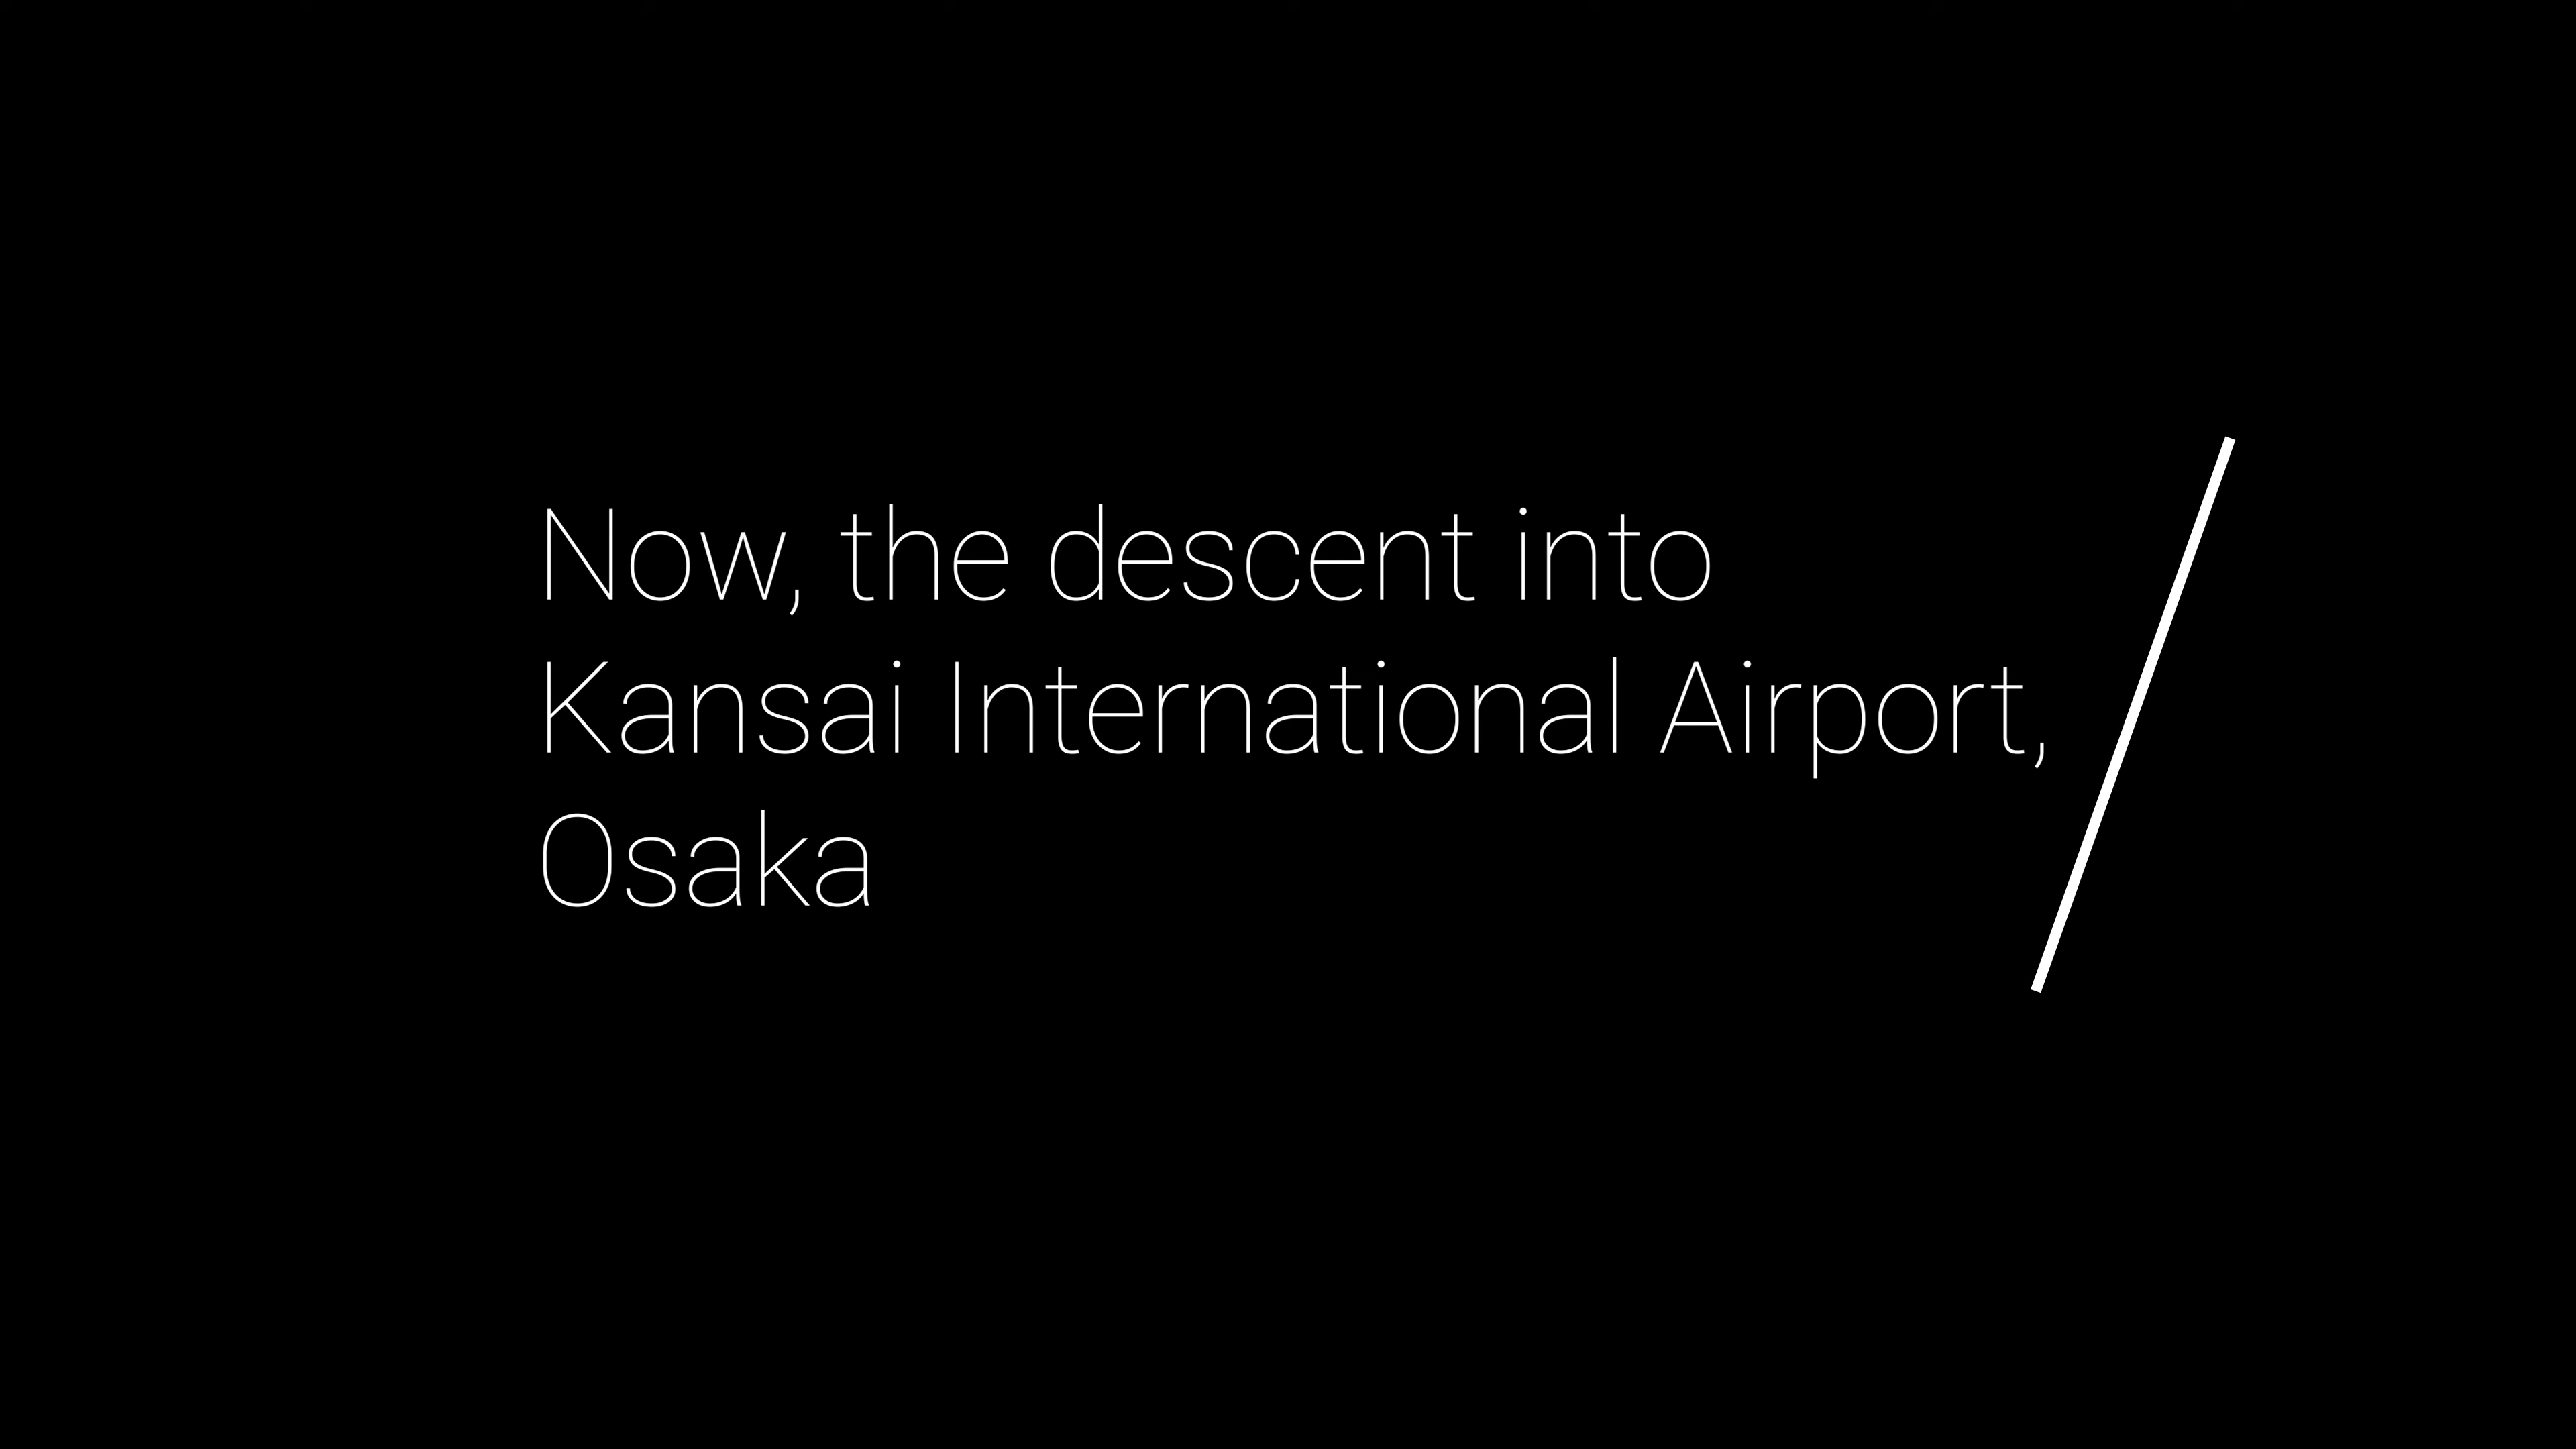 Now, the descent into
Kansai International Airport,
Osaka